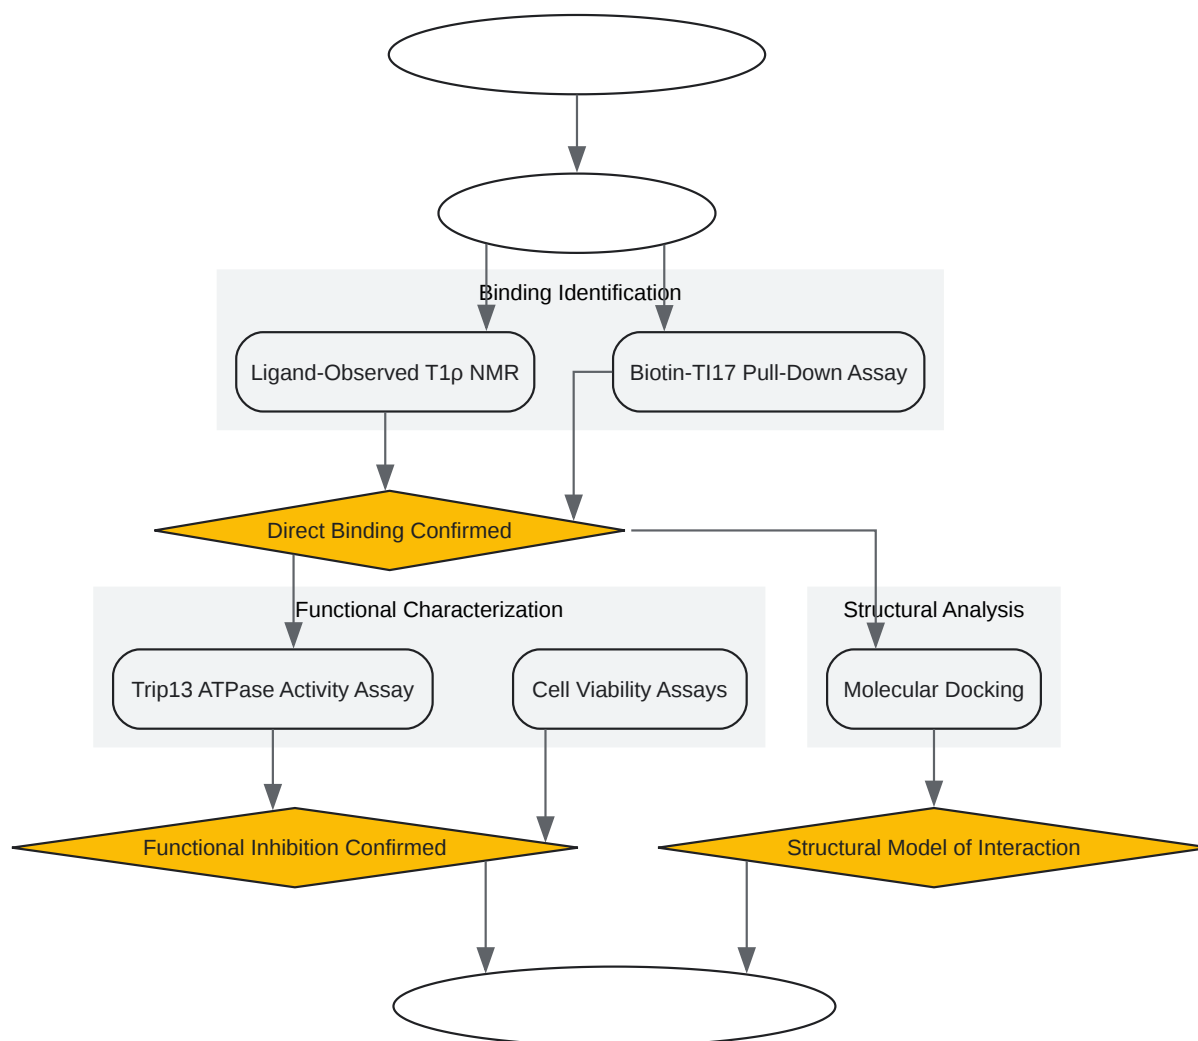 Binding Identification
Ligand-Observed T1ρ NMR
Biotin-TI17 Pull-Down Assay
Direct Binding Confirmed
Functional Characterization
Structural Analysis
Trip13 ATPase Activity Assay
Cell Viability Assays
Molecular Docking
Functional Inhibition Confirmed
Structural Model of Interaction